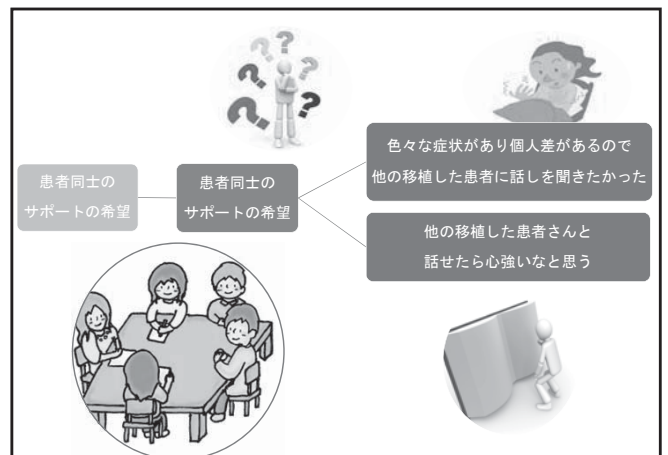 患者同士の
サポートの希望
患者同士の
サポートの希望
色々な症状があり個人差があるので
他の移植した患者に話しを聞きたかった
他の移植した患者さんと
話せたら心強いなと思う